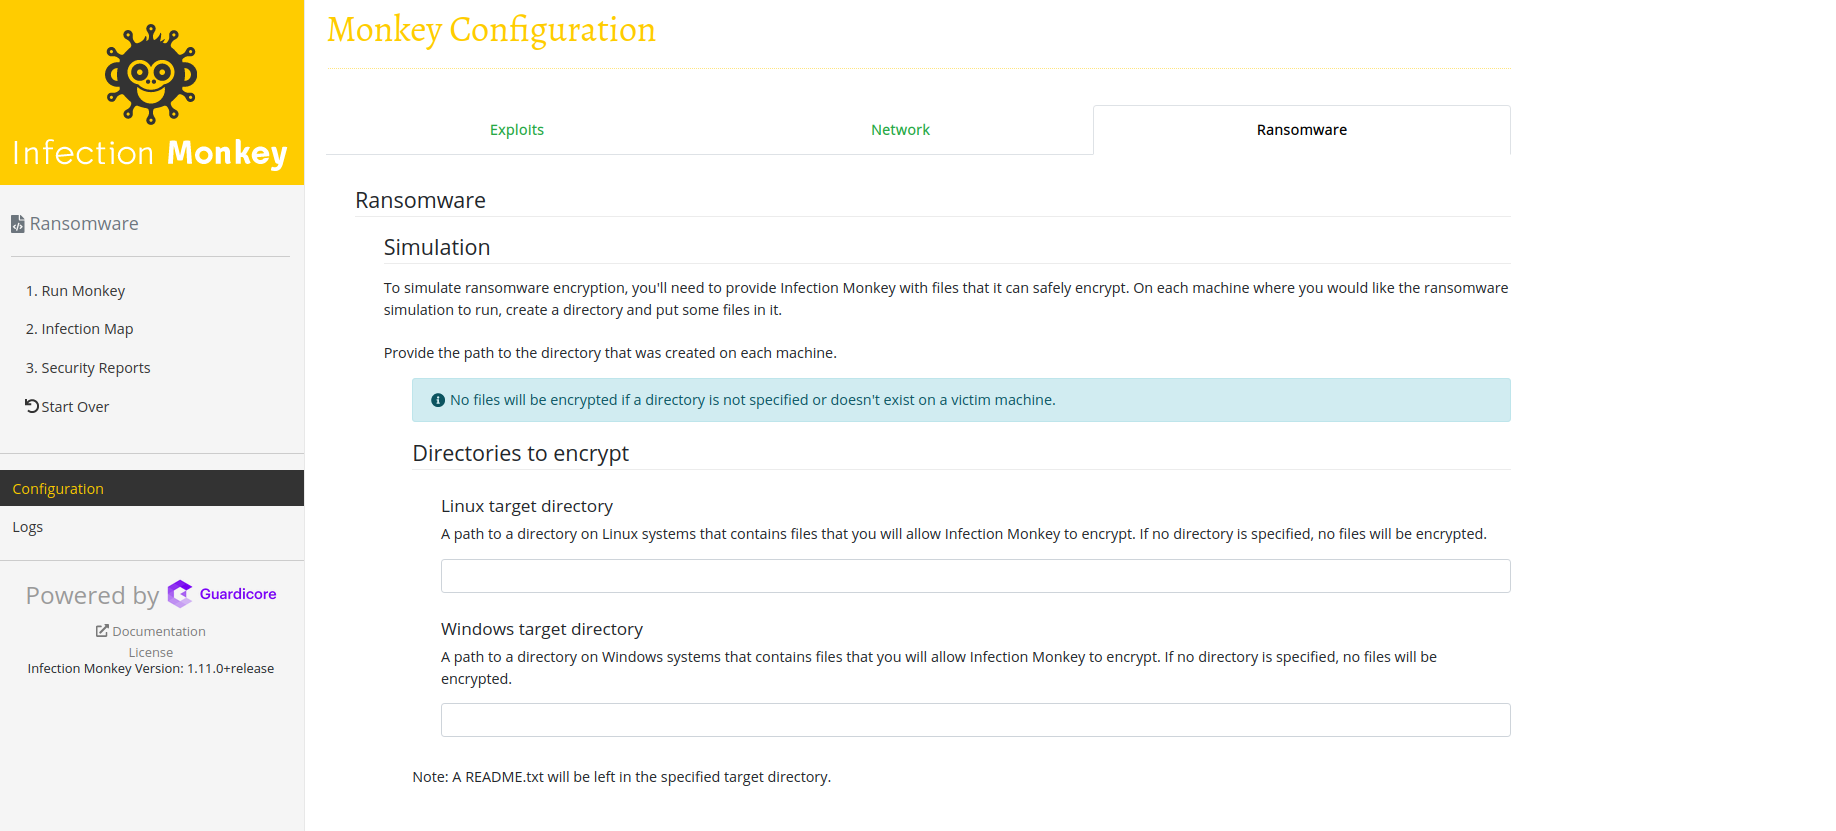 Monkey Configuration
Infection Monkey
Exploits
Network
Ransomware
Ransomware
1. Run Monkey
2. Infection Map
3. Security Reports
Start Over
Configuration
Logs
Powered by Guardicore
Documentation
License
Infection Monkey Version: 1.11.0+release
Ransomware
Simulation
To simulate ransomware encryption, you'll need to provide Infection Monkey with files that it can safely encrypt. On each machine where you would like the ransomware
simulation to run, create a directory and put some files in it.
Provide the path to the directory that was created on each machine.
No files will be encrypted if a directory is not specified or doesn't exist on a victim machine.
Directories to encrypt
Linux target directory
A path to a directory on Linux systems that contains files that you will allow Infection Monkey to encrypt. If no directory is specified, no files will be encrypted.
Windows target directory
A path to a directory on Windows systems that contains files that you will allow Infection Monkey to encrypt. If no directory is specified, no files will be
encrypted.
Note: A README.txt will be left in the specified target directory.